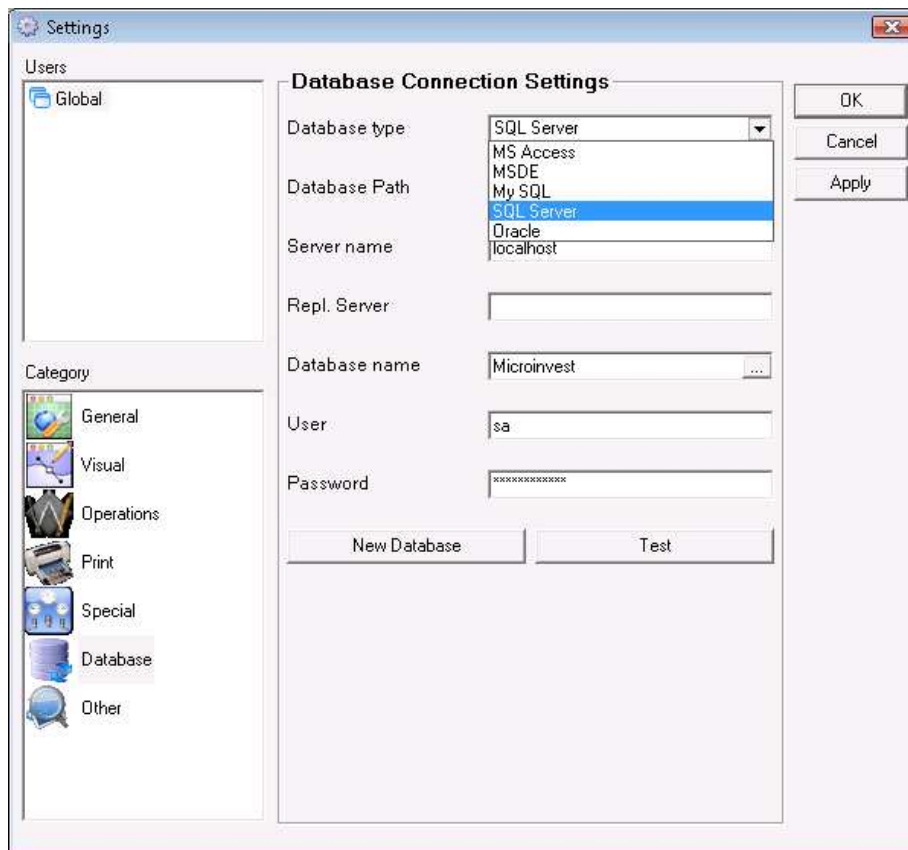 Settings
Users
Global
Category
General
Visual
Operations
Print
Special
Database
Other
Database Connection Settings
Database type
SQL Server
MS Access
MSDE
My SQL
SQL Server
Oracle
Database Path
Server name
localhost
Repl. Server
Database name
Microinvest
...
User
sa
Password
xxxxxxxxxxxx
New Database
Test
OK
Cancel
Apply